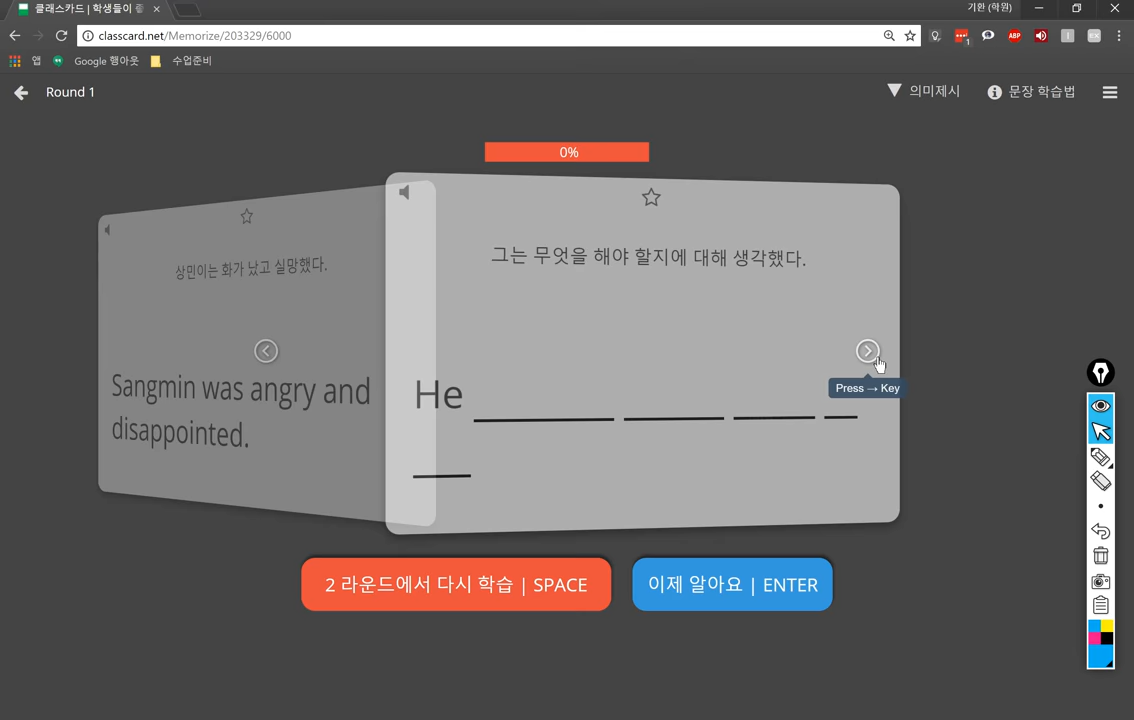 클래스카드 | 학생들이 즐
기환 (학원)
classcard.net/Memorize/203329/6000
1
ABP
앱
Google 행아웃
수업준비
Round 1
의미제시
문장 학습법
0%
상민이는 화가 났고 실망했다.
Sangmin was angry and
disappointed.
그는 무엇을 해야 할지에 대해 생각했다.
He
Press → Key
2 라운드에서 다시 학습 | SPACE
이제 알아요 | ENTER